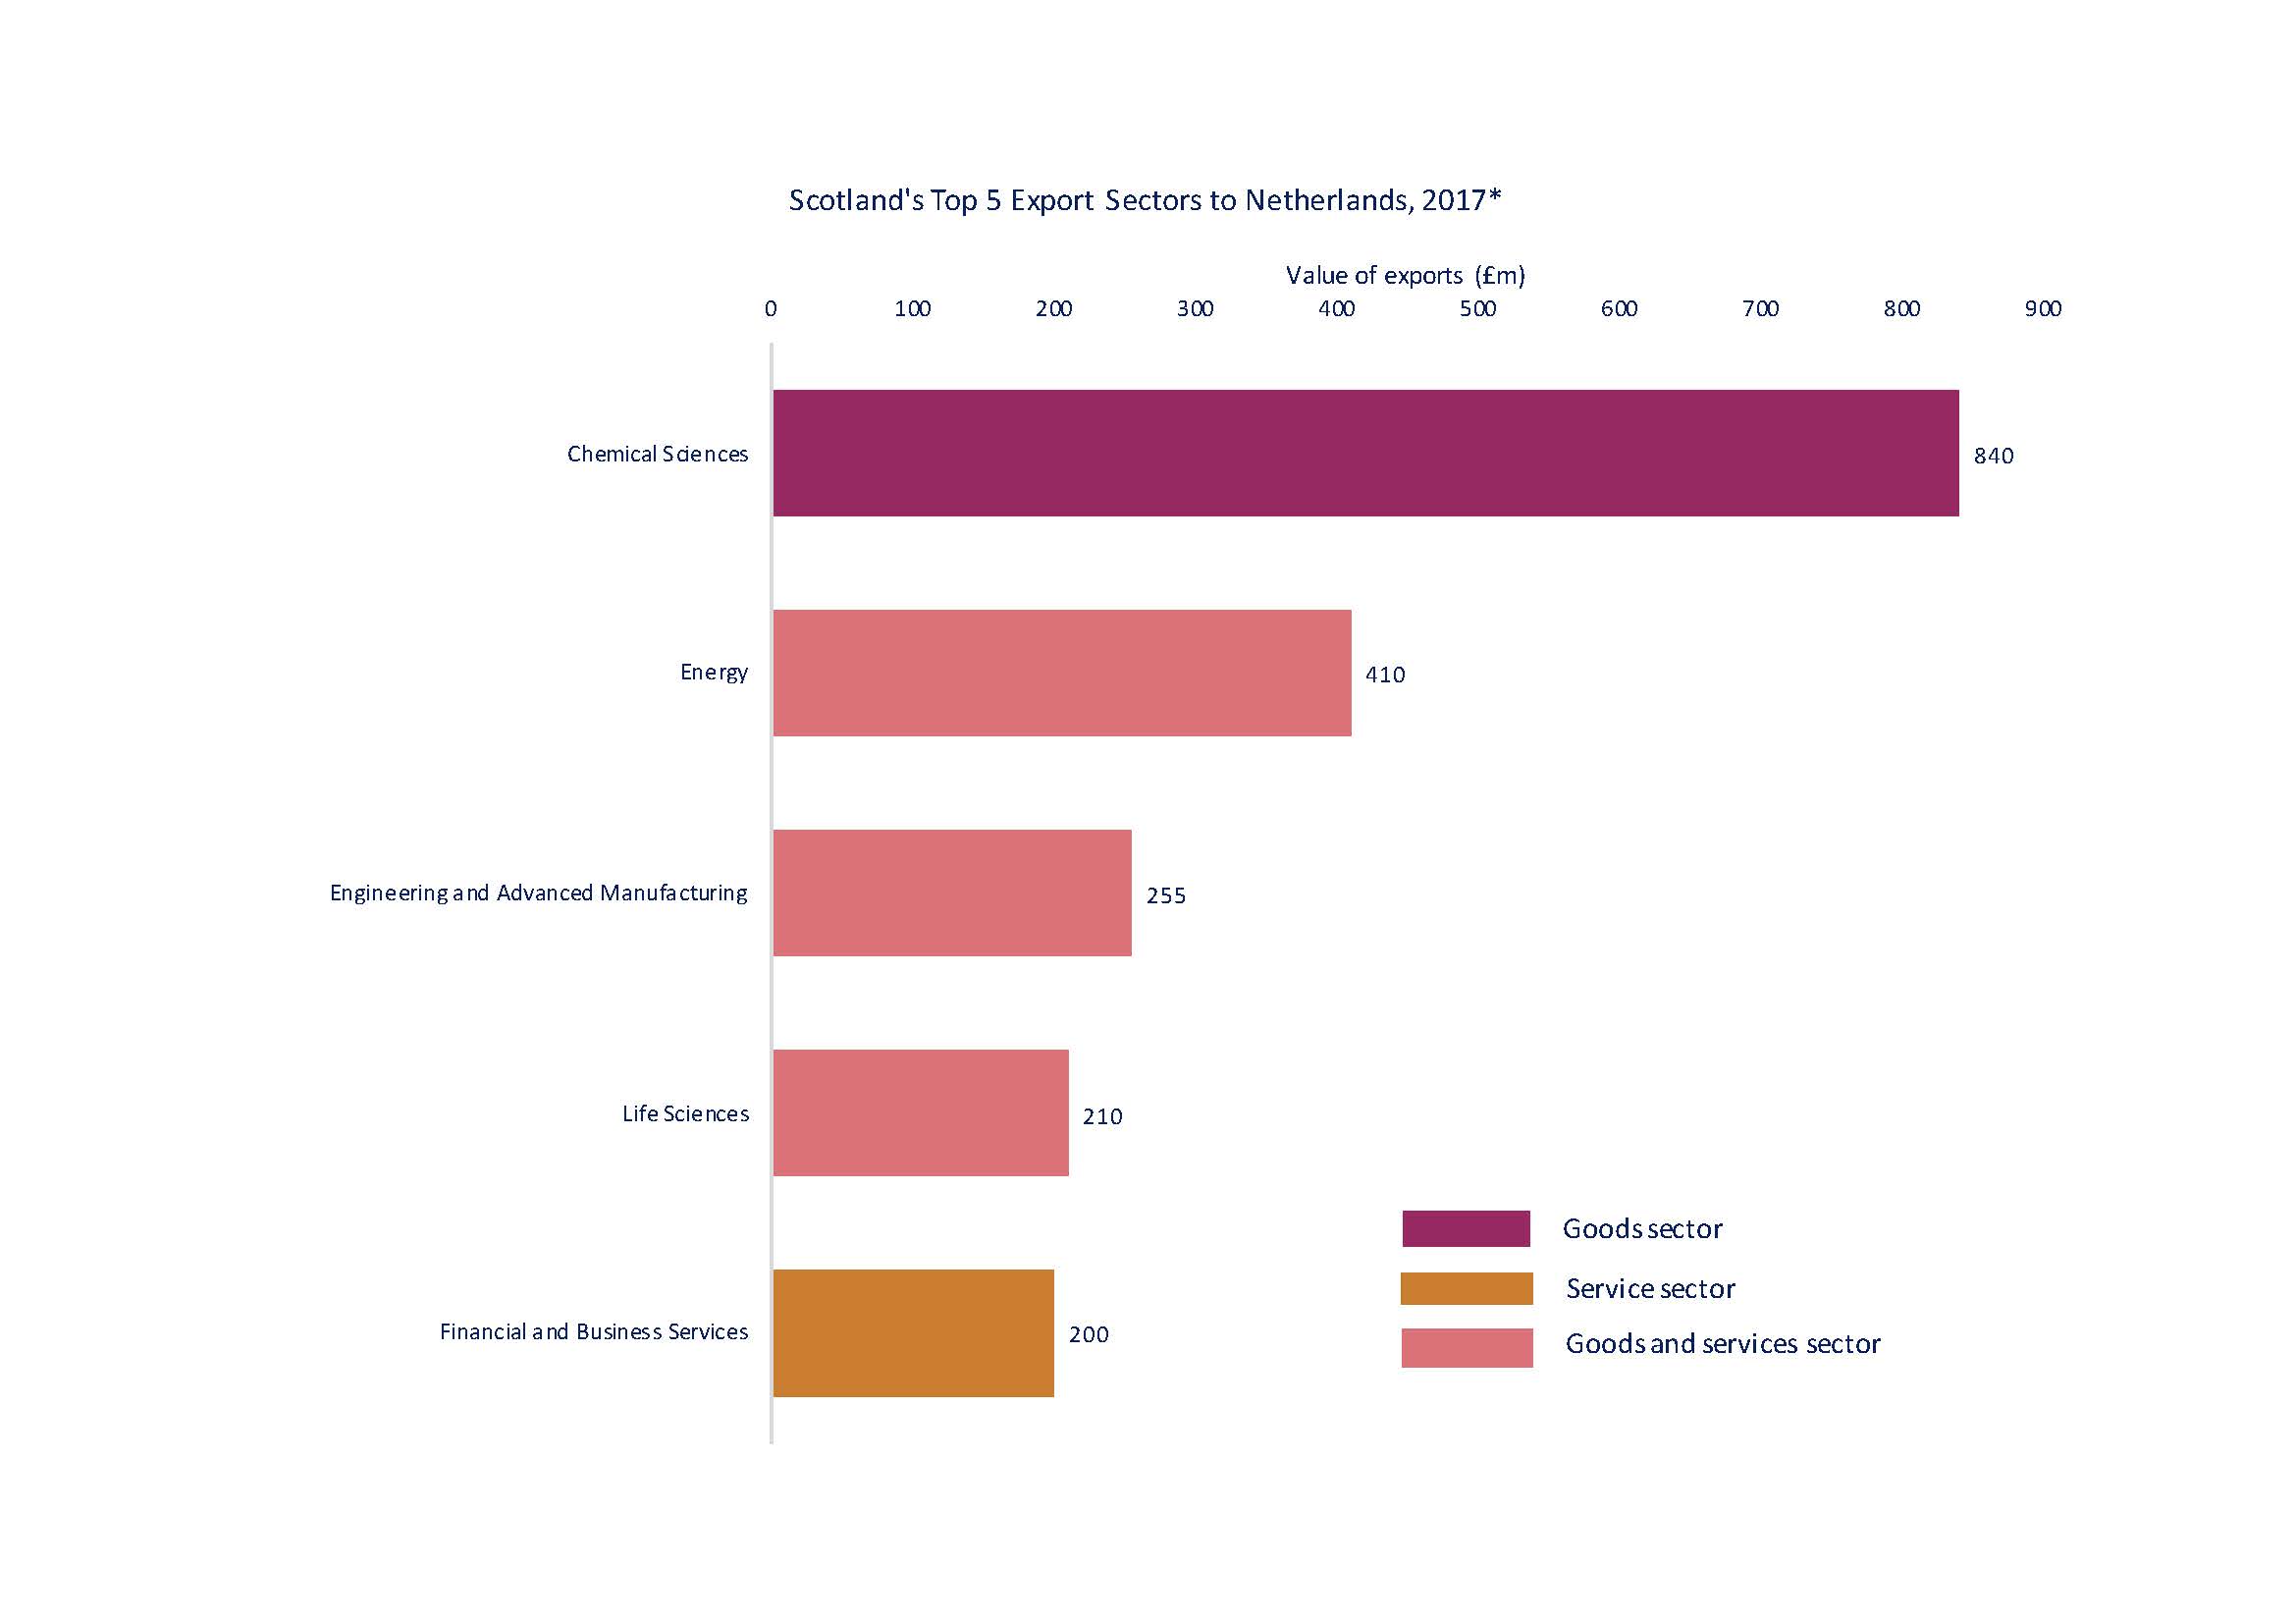 Scotland's Top 5 Export Sectors to Netherlands, 2017*
Value of exports (£m)
0 100 200 300 400 500 600 700 800 900
Chemical Sciences 840
Energy 410
Engineering and Advanced Manufacturing 255
Life Sciences 210
Financial and Business Services 200
Goods sector
Service sector
Goods and services sector